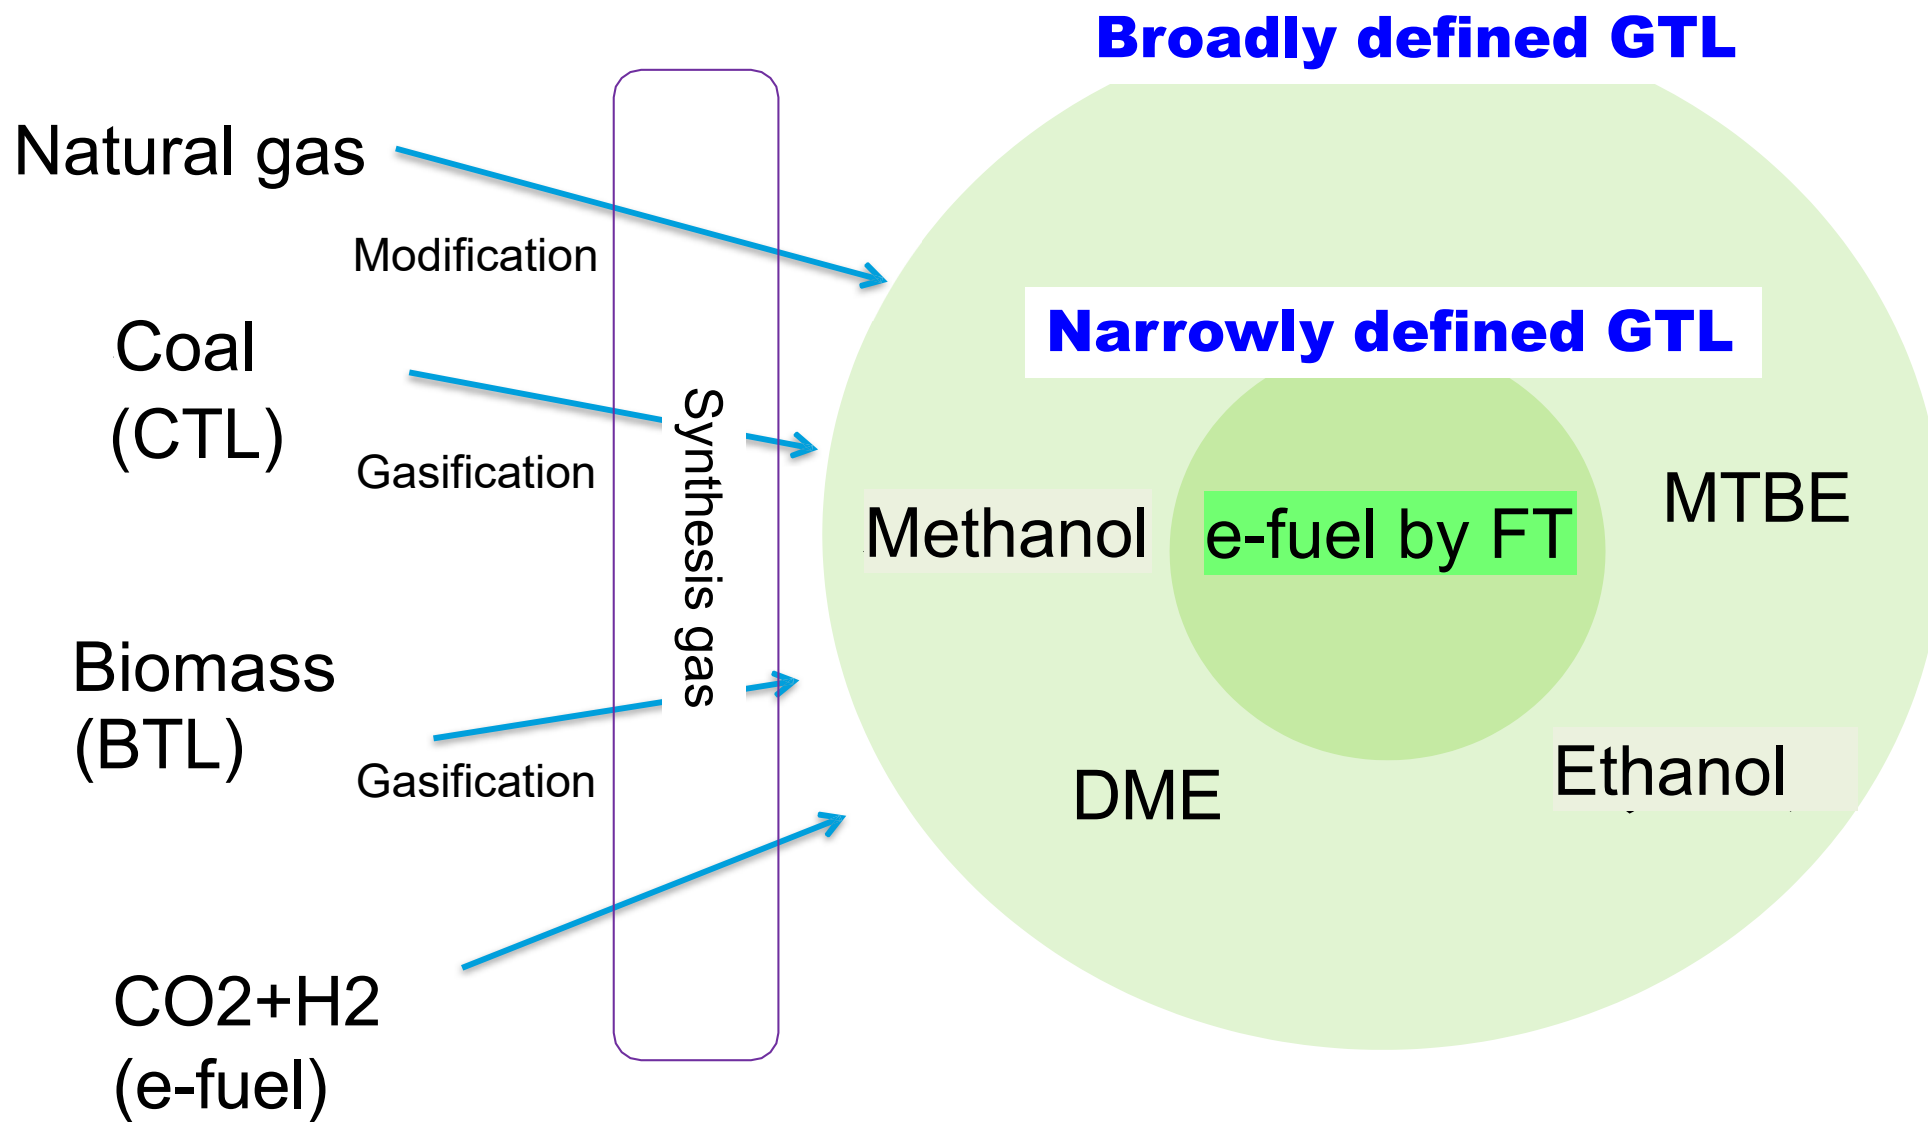 Broadly defined GTL
Natural gas
Modification
Coal
(CTL)
Gasification
Biomass
(BTL)
Gasification
CO2+H2
(e-fuel)
Synthesis gas
Narrowly defined GTL
Methanol
e-fuel by FT
MTBE
DME
Ethanol